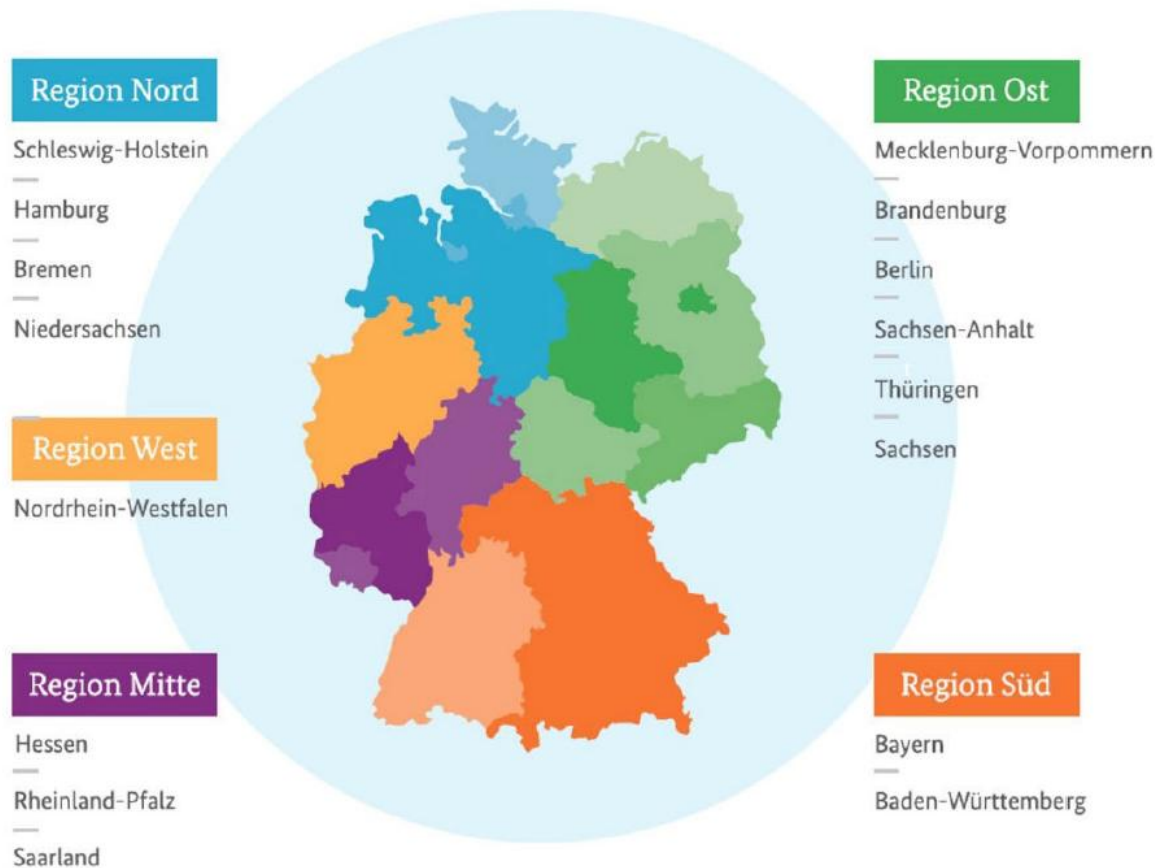 Region Nord
Schleswig-Holstein
Hamburg
Bremen
Niedersachsen
Region West
Nordrhein-Westfalen
Region Mitte
Hessen
Rheinland-Pfalz
Saarland
Region Ost
Mecklenburg-Vorpommern
Brandenburg
Berlin
Sachsen-Anhalt
Thüringen
Sachsen
Region Süd
Bayern
Baden-Württemberg